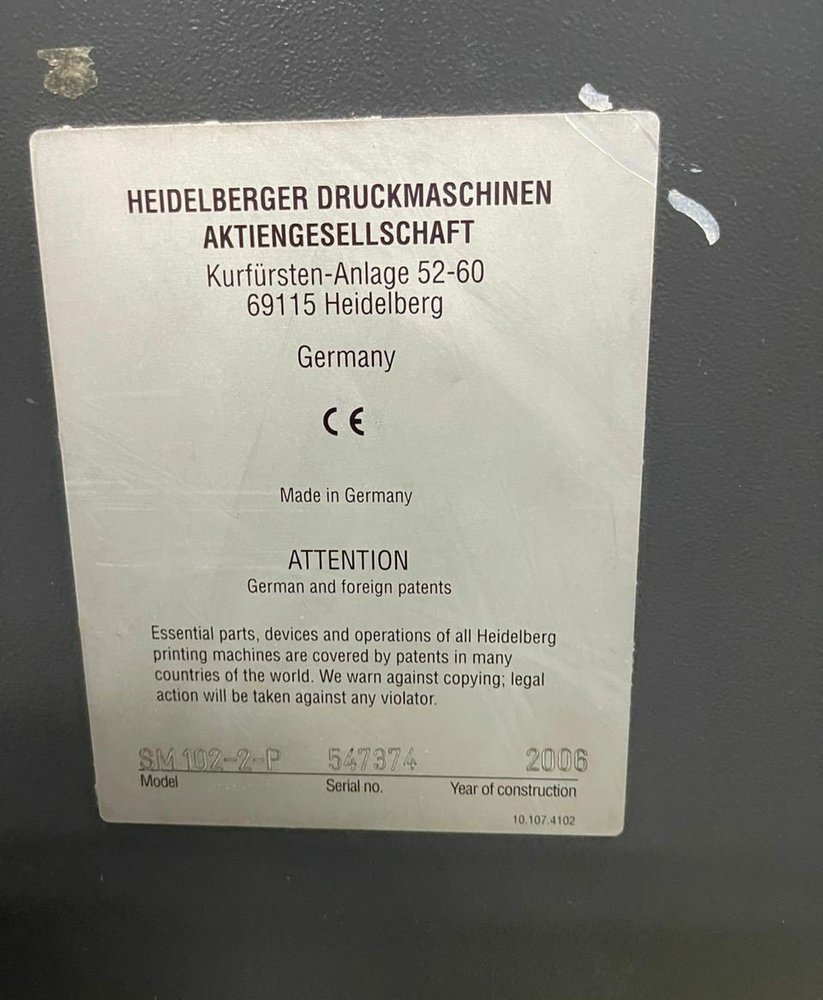 HEIDELBERGER DRUCKMASCHINEN
AKTIENGESELLSCHAFT
Kurfürsten-Anlage 52-60
69115 Heidelberg
Germany
CE
Made in Germany
ATTENTION
German and foreign patents
Essential parts, devices and operations of all Heidelberg
printing machines are covered by patents in many
countries of the world. We warn against copying; legal
action will be taken against any violator.
SM 102-2-P 547374 2006
Model Serial no. Year of construction
10.107.4102